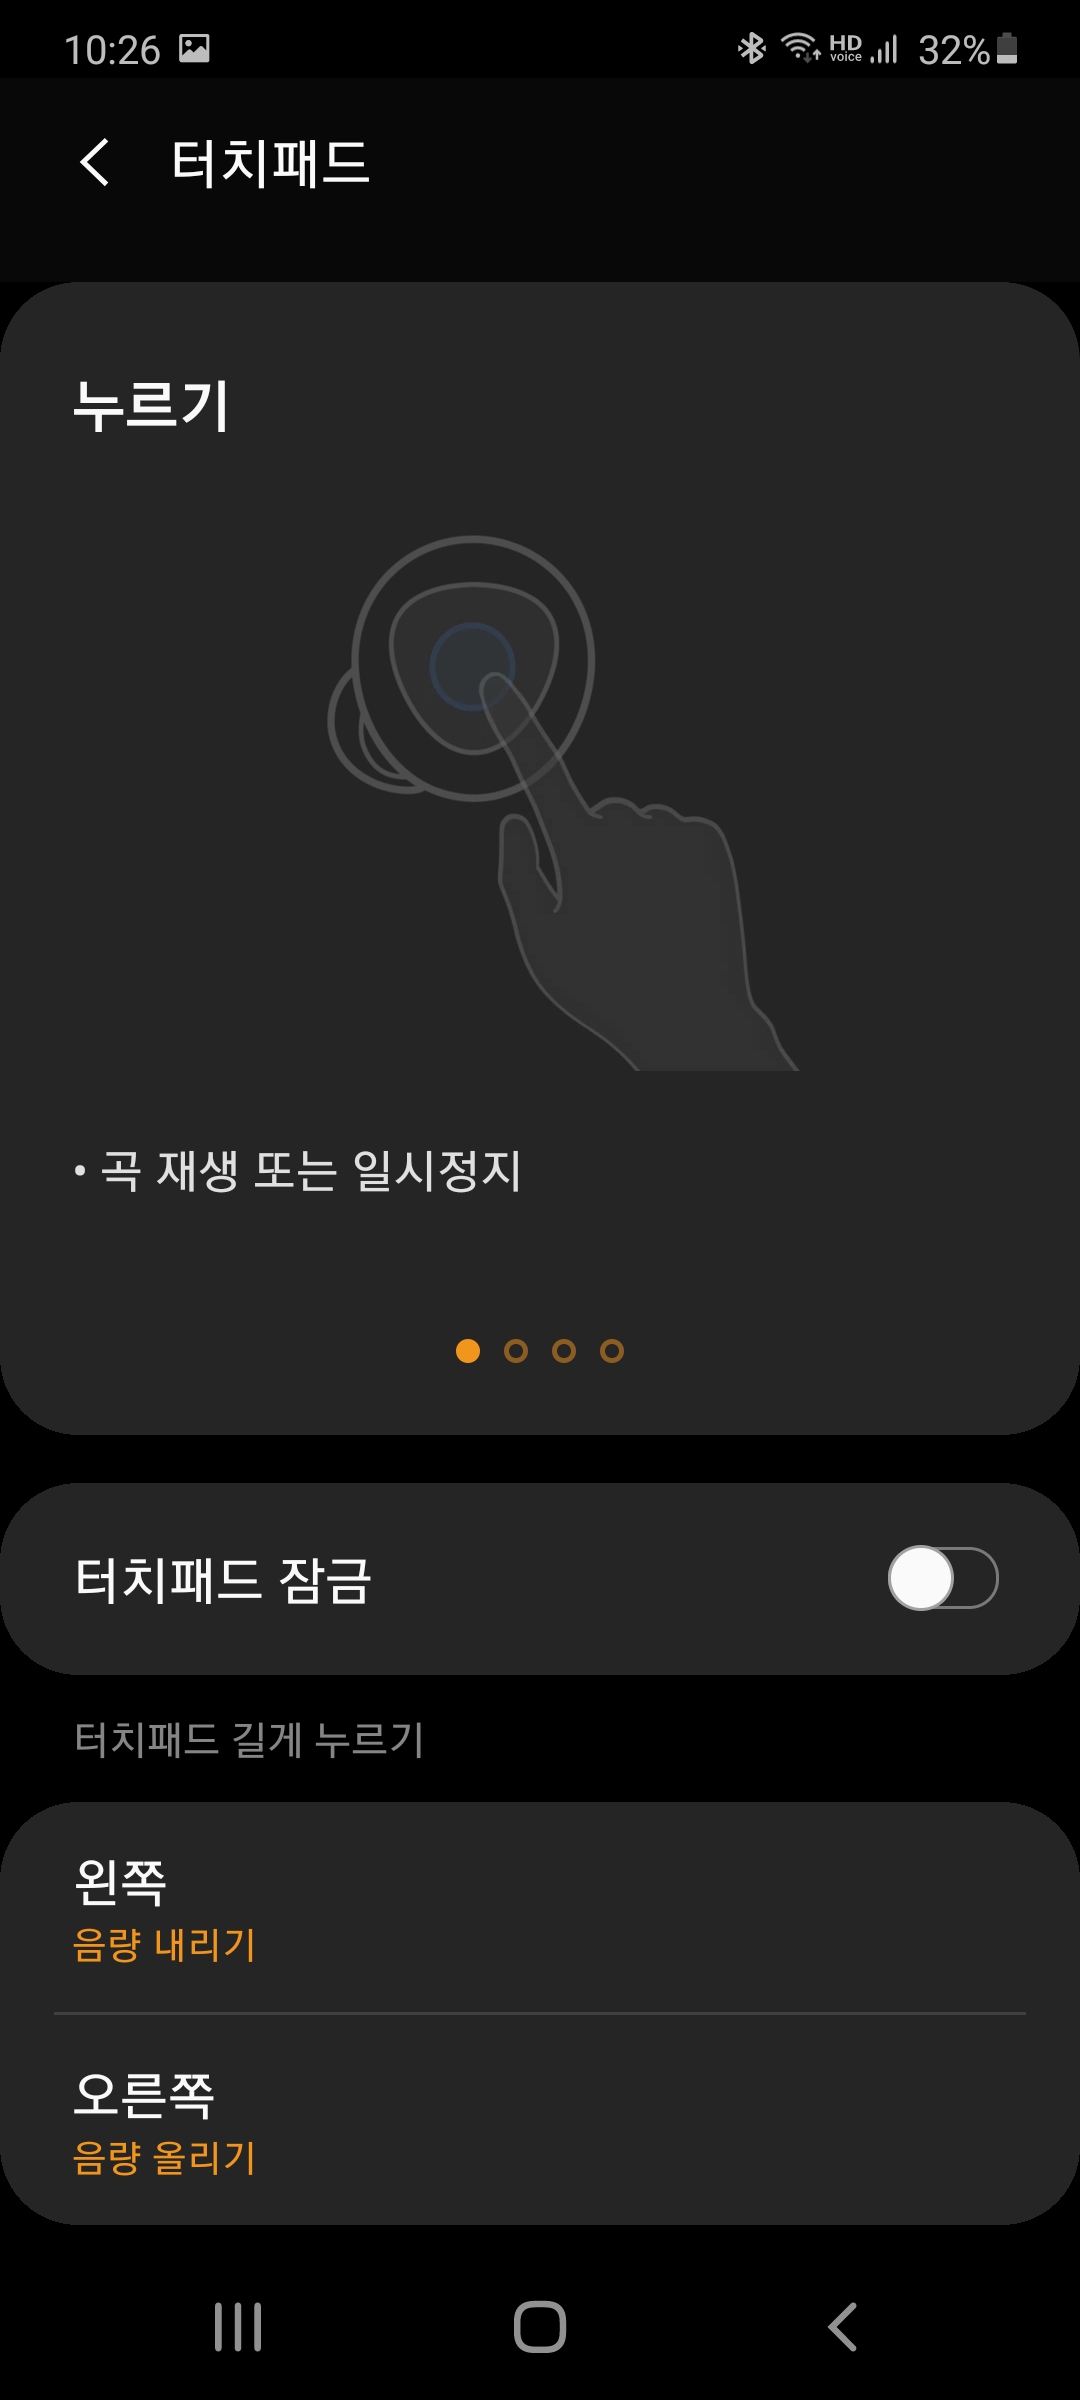 10:26
HD voice
32%
터치패드
누르기
• 곡 재생 또는 일시정지
터치패드 잠금
터치패드 길게 누르기
왼쪽
음량 내리기
오른쪽
음량 올리기